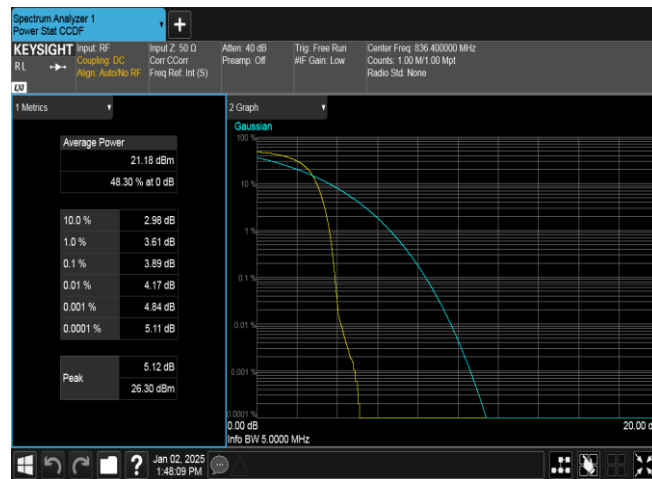 Spectrum Analyzer 1
Power Stat CCDF
+
KEYSIGHT
RL
LXI
Input: RF
Coupling: DC
Align: Auto/No RF
Input Z: 50 Ω
Corr CCorr
Freq Ref: Int (S)
Atten: 40 dB
Preamp: Off
Trig: Free Run
#IF Gain: Low
Center Freq: 836.400000 MHz
Counts: 1.00 M/1.00 Mpt
Radio Std: None
1 Metrics
Average Power
21.18 dBm
48.30 % at 0 dB
10.0 % 2.98 dB
1.0 % 3.61 dB
0.1 % 3.89 dB
0.01 % 4.17 dB
0.001 % 4.84 dB
0.0001 % 5.11 dB
Peak
5.12 dB
26.30 dBm
2 Graph
Gaussian
100 %
10 %
1 %
0.1 %
0.01 %
0.001 %
0.0001 %
0.00 dB
20.00 d
Info BW 5.0000 MHz
?
Jan 02, 2025
1:48:09 PM